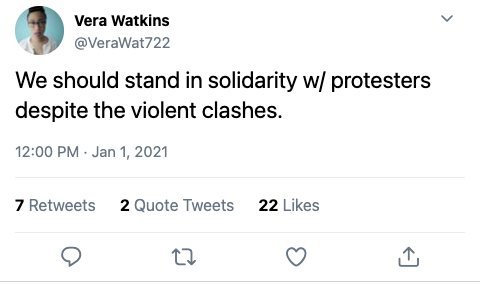 Vera Watkins
@VeraWat722
We should stand in solidarity w/ protesters
despite the violent clashes.
12:00 PM · Jan 1, 2021
7 Retweets 2 Quote Tweets 22 Likes